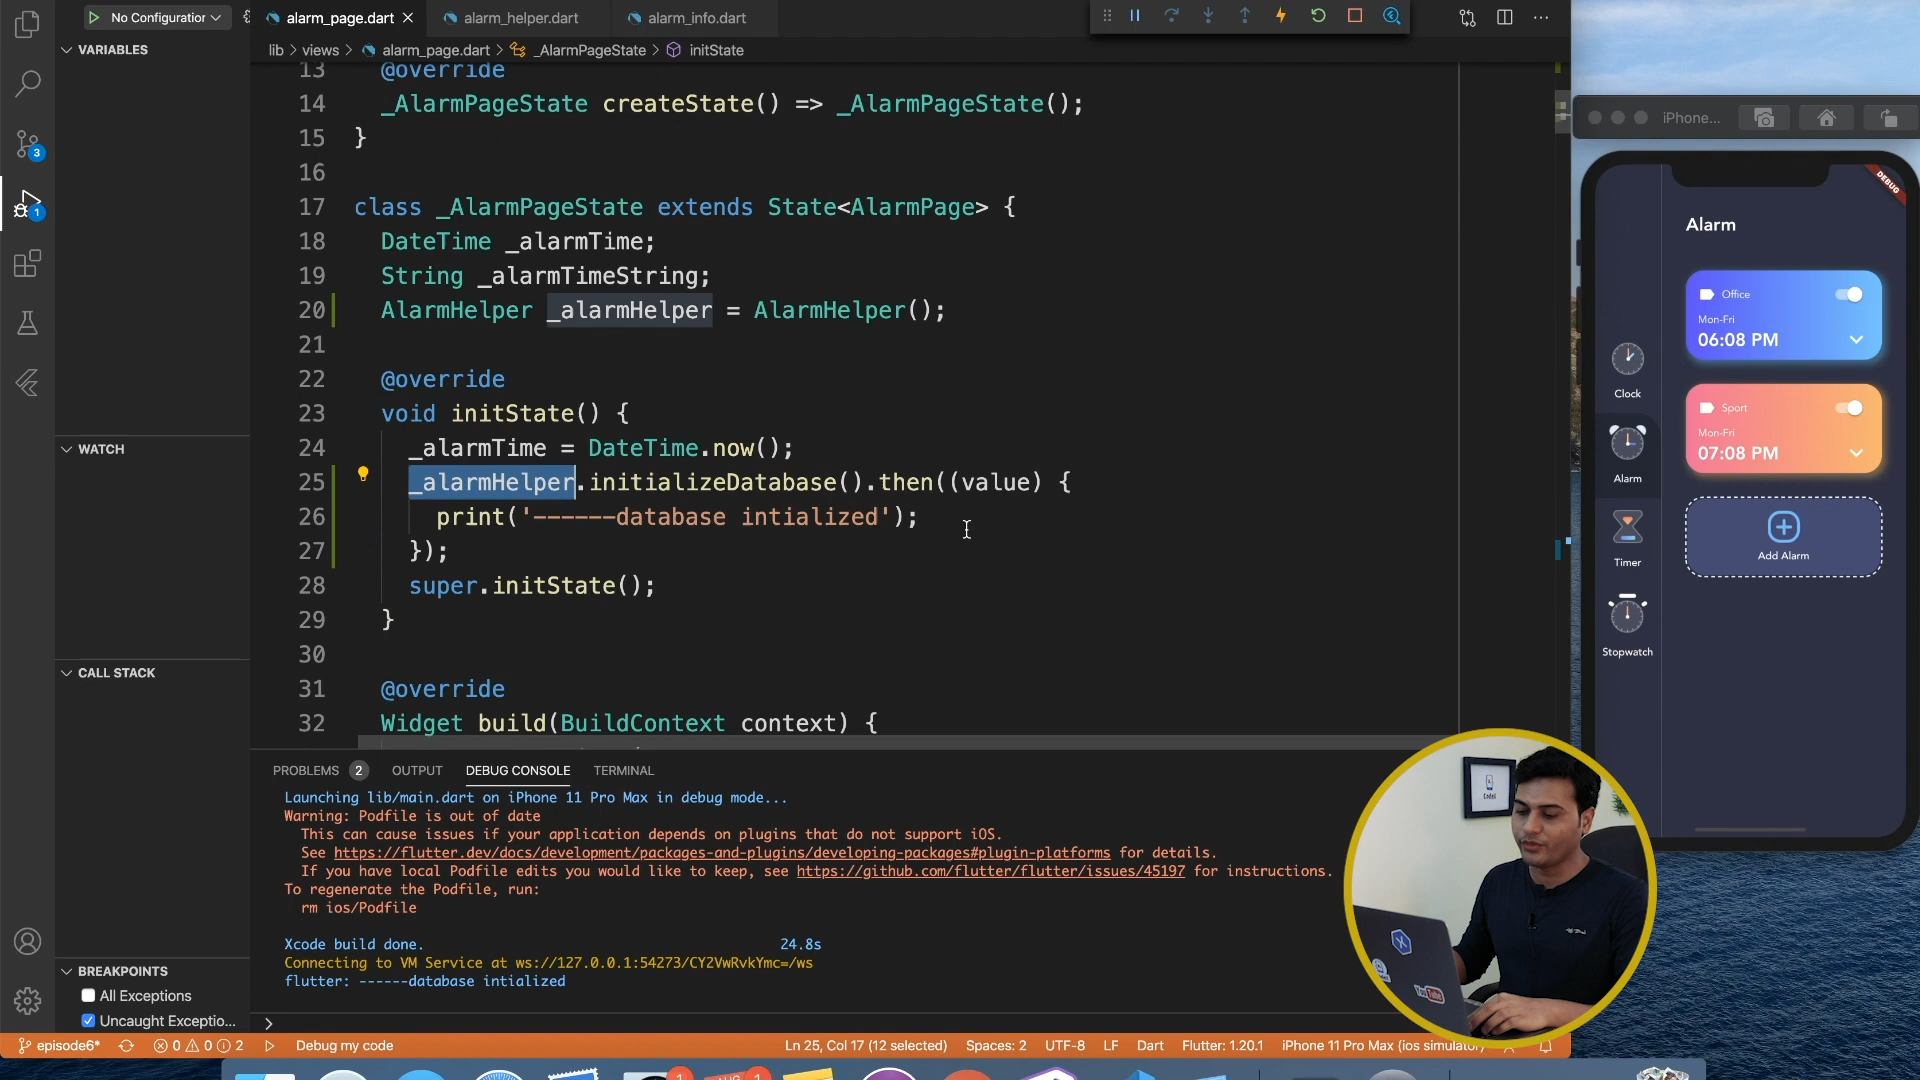 No Configuration
alarm_page.dart
alarm_helper.dart
alarm_info.dart
VARIABLES
lib > views > alarm_page.dart > _AlarmPageState > initState
13 @override
14 _AlarmPageState createState() => _AlarmPageState();
15 }
16
17 class _AlarmPageState extends State<AlarmPage> {
18 DateTime _alarmTime;
19 String _alarmTimeString;
20 AlarmHelper _alarmHelper = AlarmHelper();
21
22 @override
23 void initState() {
24 _alarmTime = DateTime.now();
25 _alarmHelper.initializeDatabase().then((value) {
26 print('------database intialized');
27 });
28 super.initState();
29 }
30
31 @override
32 Widget build(BuildContext context) {
3
1
WATCH
CALL STACK
BREAKPOINTS
All Exceptions
Uncaught Exceptio...
PROBLEMS 2 OUTPUT DEBUG CONSOLE TERMINAL
Launching lib/main.dart on iPhone 11 Pro Max in debug mode...
Warning: Podfile is out of date
This can cause issues if your application depends on plugins that do not support iOS.
See https://flutter.dev/docs/development/packages-and-plugins/developing-packages#plugin-platforms for details.
If you have local Podfile edits you would like to keep, see https://github.com/flutter/flutter/issues/45197 for instructions.
To regenerate the Podfile, run:
rm ios/Podfile
Xcode build done. 24.8s
Connecting to VM Service at ws://127.0.0.1:54273/CY2VwRvkYmc=/ws
flutter: ------database intialized
>
episode6* 0 0 2 Debug my code Ln 25, Col 17 (12 selected) Spaces: 2 UTF-8 LF Dart Flutter: 1.20.1 iPhone 11 Pro Max (ios simulator)
iPhone...
DEBUG
Alarm
Office
Mon-Fri
06:08 PM
Sport
Mon-Fri
07:08 PM
Add Alarm
Clock
Alarm
Timer
Stopwatch
YouTube
1
AUG 1